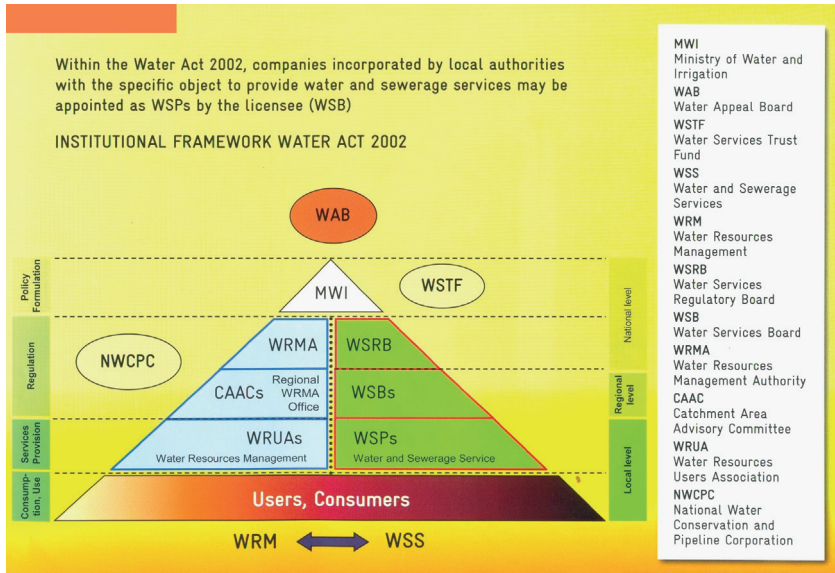 Within the Water Act 2002, companies incorporated by local authorities
with the specific object to provide water and sewerage services may be
appointed as WSPs by the licensee (WSB)
INSTITUTIONAL FRAMEWORK WATER ACT 2002
WAB
Policy
Formulation
MWI
WSTF
National level
NWCPC
Regulation
WRMA
WSRB
CAACs
Regional
WRMA
Office
WSBs
Regional
level
Services
Provision
WRUAs
Water Resources Management
WSPs
Water and Sewerage Service
Local level
Consump-
tion, Use
Users, Consumers
WRM
WSS
MWI
Ministry of Water and
Irrigation
WAB
Water Appeal Board
WSTF
Water Services Trust
Fund
WSS
Water and Sewerage
Services
WRM
Water Resources
Management
WSRB
Water Services
Regulatory Board
WSB
Water Services Board
WRMA
Water Resources
Management Authority
CAAC
Catchment Area
Advisory Committee
WRUA
Water Resources
Users Association
NWCPC
National Water
Conservation and
Pipeline Corporation